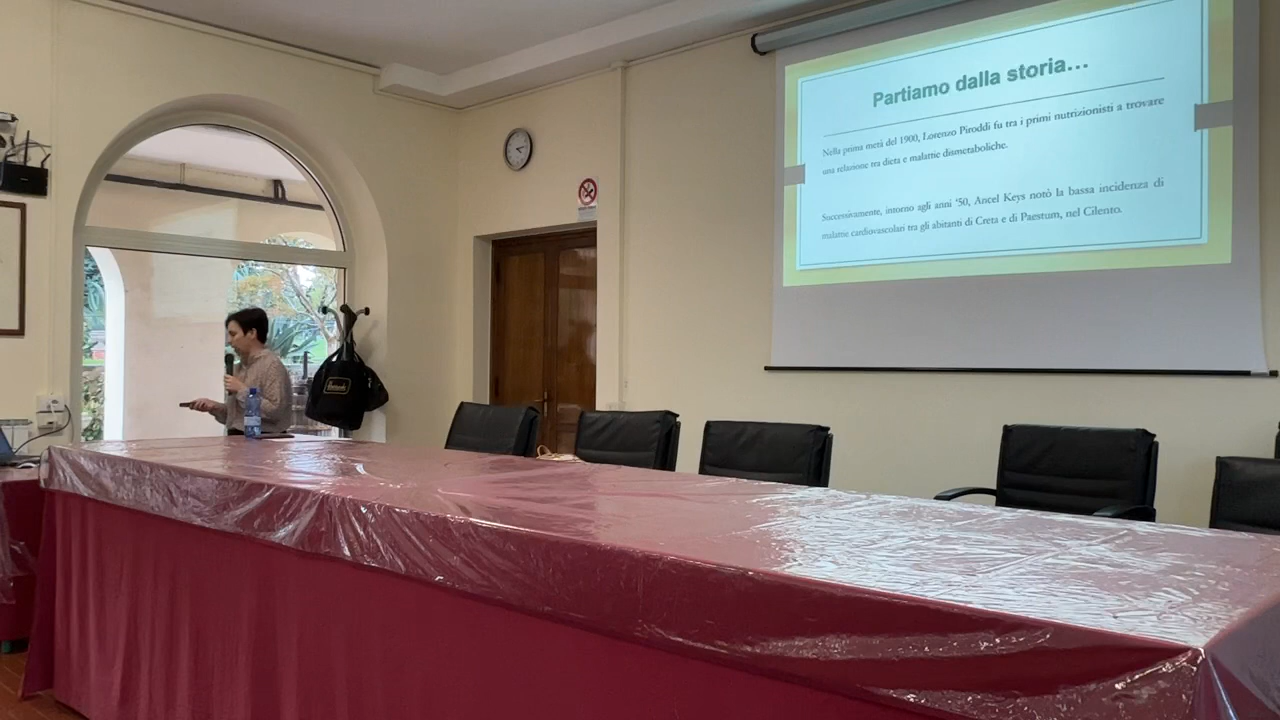 Partiamo dalla storia…
Nella prima metà del 1900, Lorenzo Piroddi fu tra i primi nutrizionisti a trovare
una relazione tra dieta e malattie dismetaboliche.
Successivamente, intorno agli anni ‘50, Ancel Keys notò la bassa incidenza di
malattie cardiovascolari tra gli abitanti di Creta e di Paestum, nel Cilento.